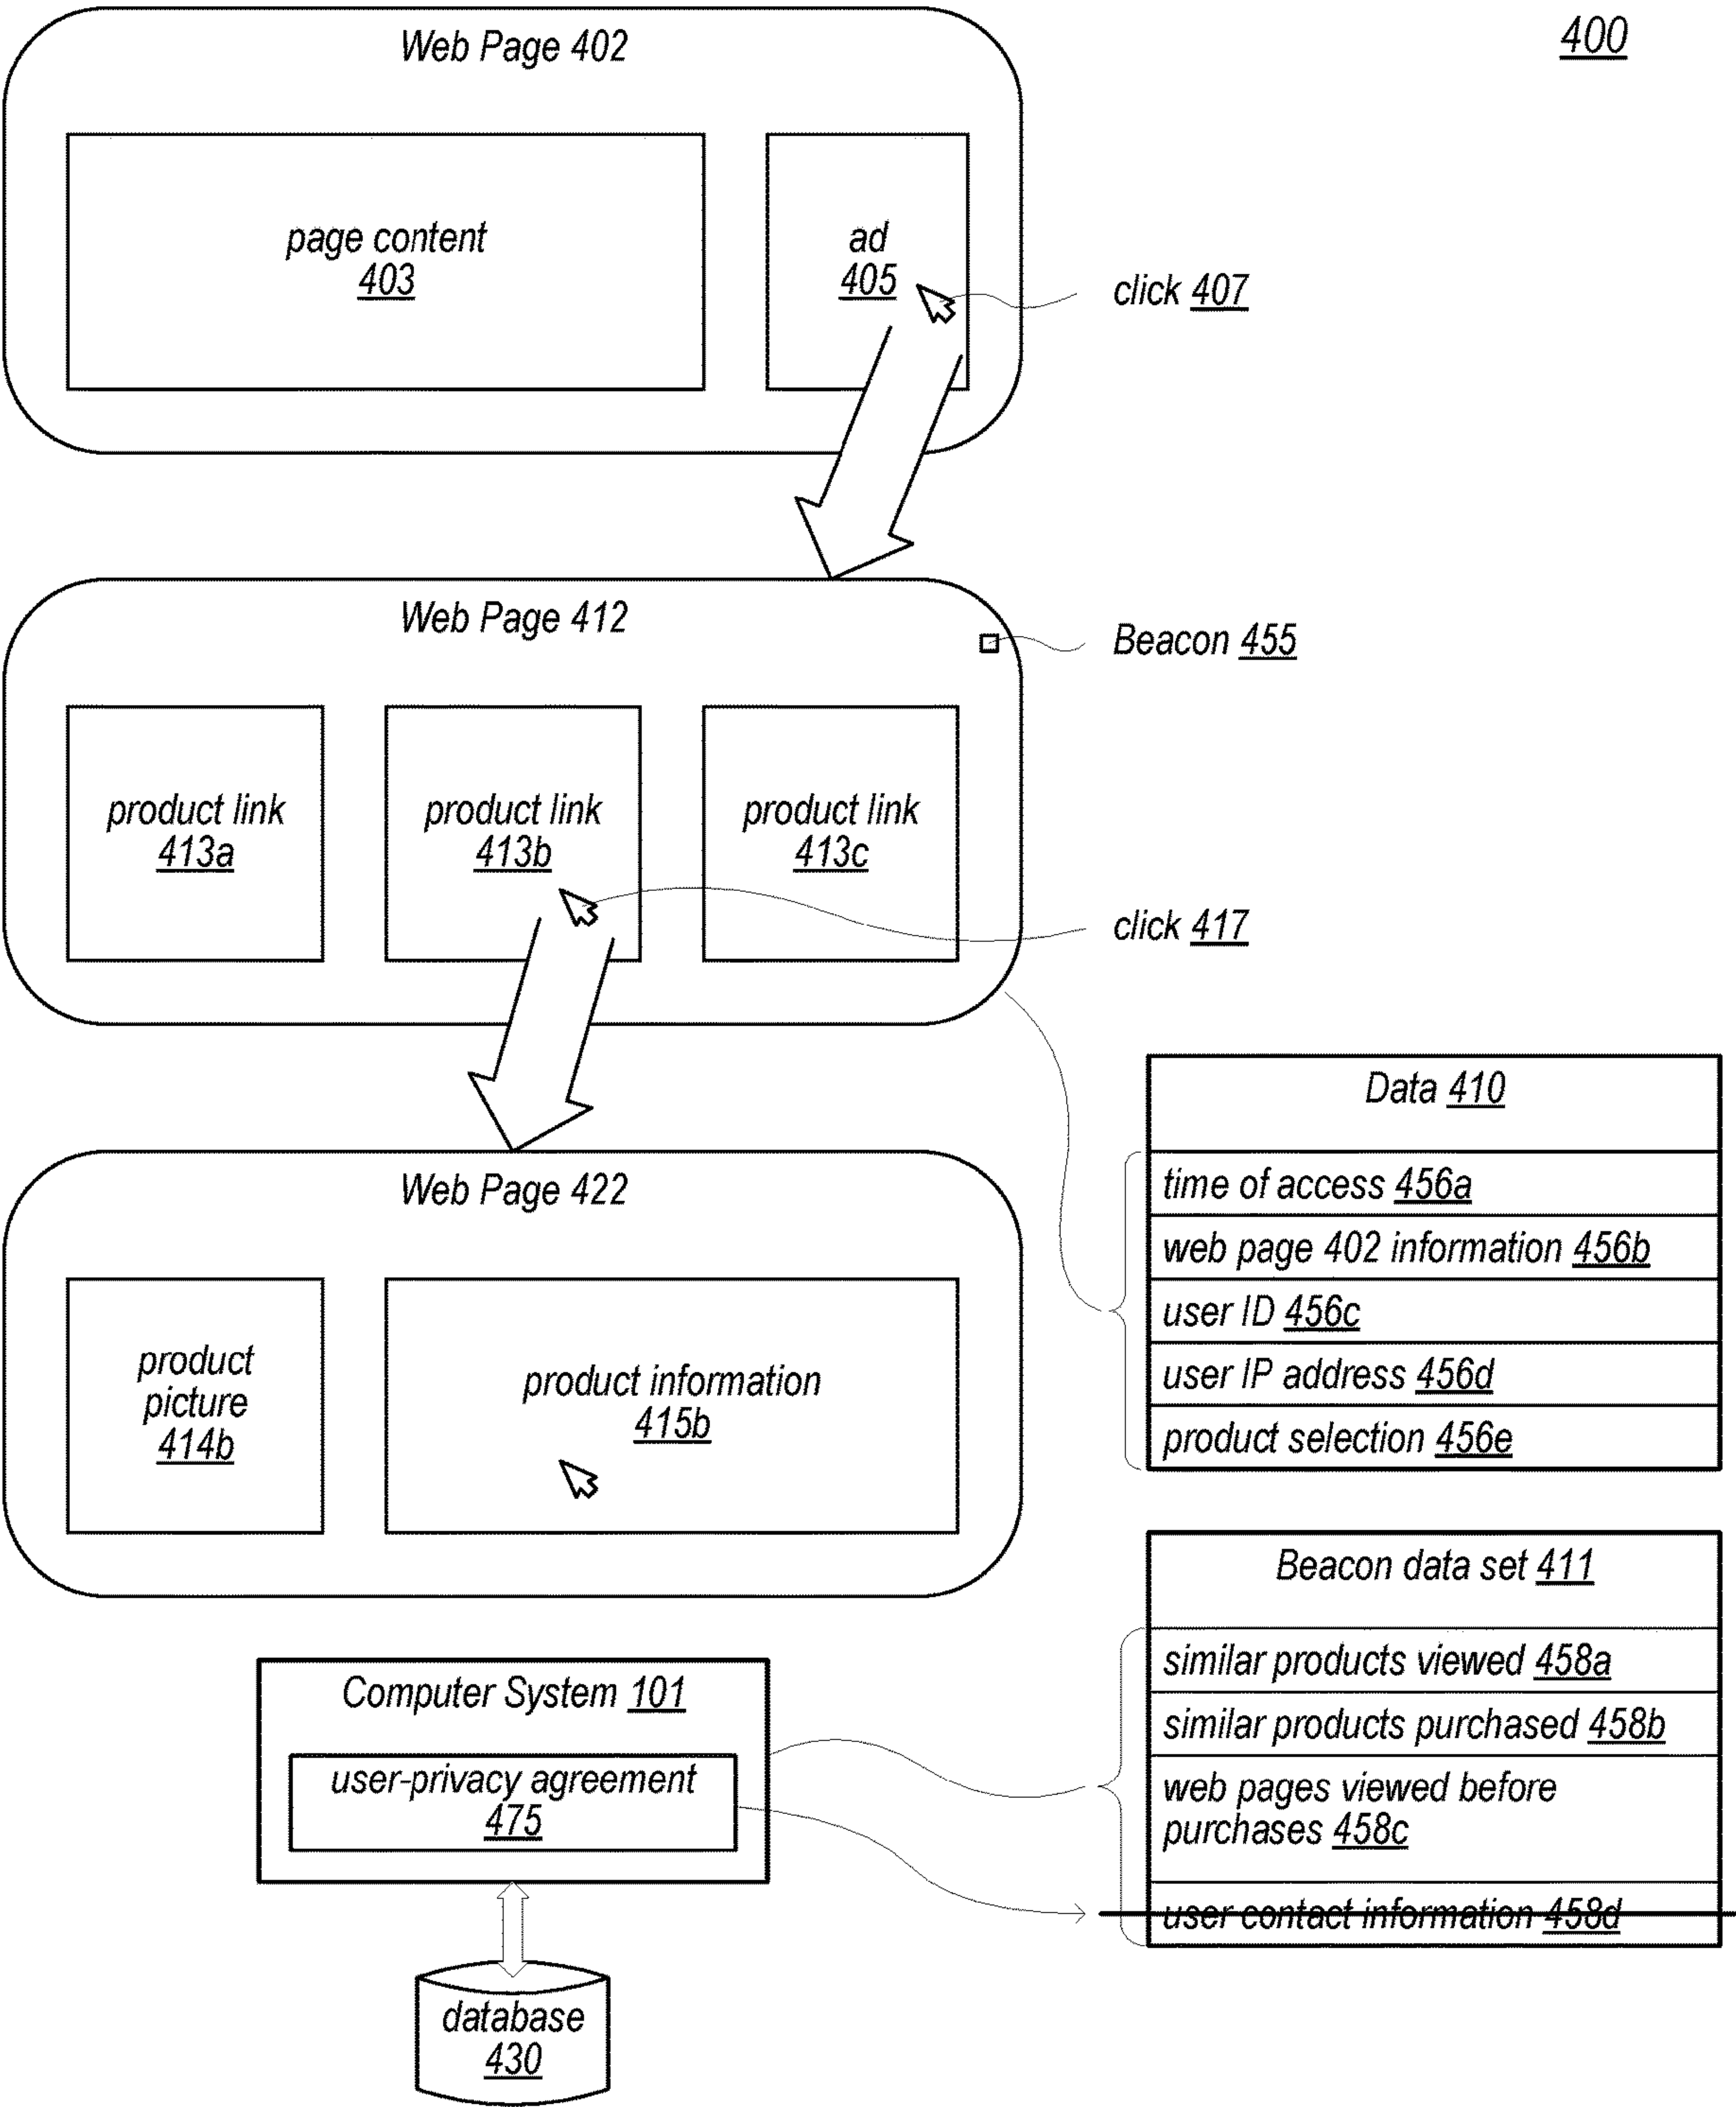 400
Web Page 402
page content
403
ad
405
click 407
Web Page 412
Beacon 455
product link
413a
product link
413b
product link
413c
click 417
Web Page 422
product
picture
414b
product information
415b
Data 410
time of access 456a
web page 402 information 456b
user ID 456c
user IP address 456d
product selection 456e
Beacon data set 411
similar products viewed 458a
similar products purchased 458b
web pages viewed before
purchases 458c
user contact information 458d
Computer System 101
user-privacy agreement
475
database
430